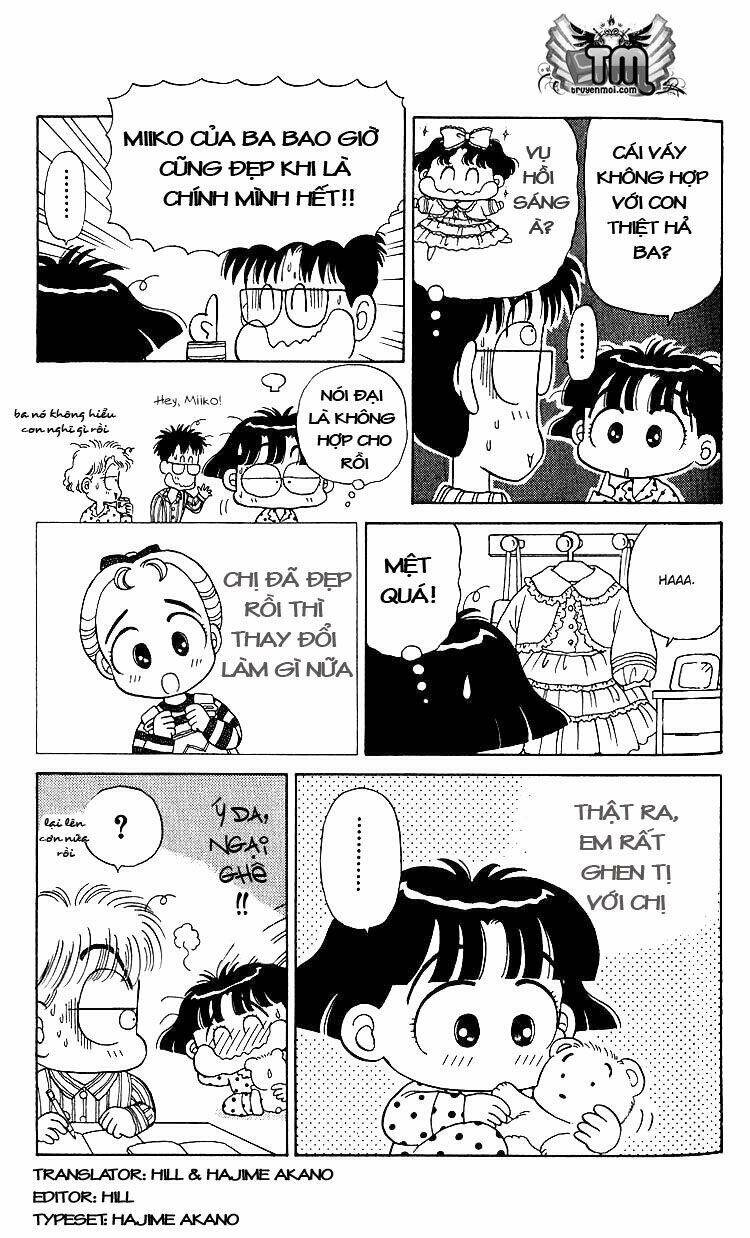 TM
truyenmoi.com
CÁI VÁY
KHÔNG HỢP
VỚI CON
THIỆT HẢ
BA?
VỤ
HỒI
SÁNG
À?
MIIKO CỦA BA BAO GIỜ
CŨNG ĐẸP KHI LÀ
CHÍNH MÌNH HẾT!!
NÓI ĐẠI
LÀ KHÔNG
HỢP CHO
RỒI
Hey, Miiko!
ba nó không hiểu
con nghĩ gì rồi
HAAA.
MỆT
QUÁ!
CHỊ ĐÃ ĐẸP
RỒI THÌ
THAY ĐỔI
LÀM GÌ NỮA
THẬT RA,
EM RẤT
GHEN TỊ
VỚI CHỊ
Ý DA,
NGẠI
GHÊ
!!
?
lại lên
cơn nữa
rồi
TRANSLATOR: HILL & HAJIME AKANO
EDITOR: HILL
TYPESET: HAJIME AKANO